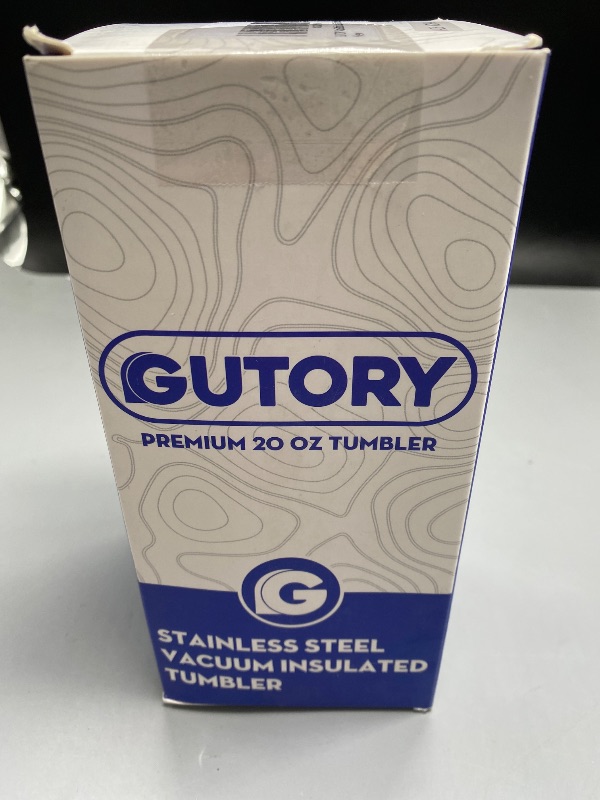 GUTORY
PREMIUM 20 OZ TUMBLER
G
STAINLESS STEEL
VACUUM INSULATED
TUMBLER